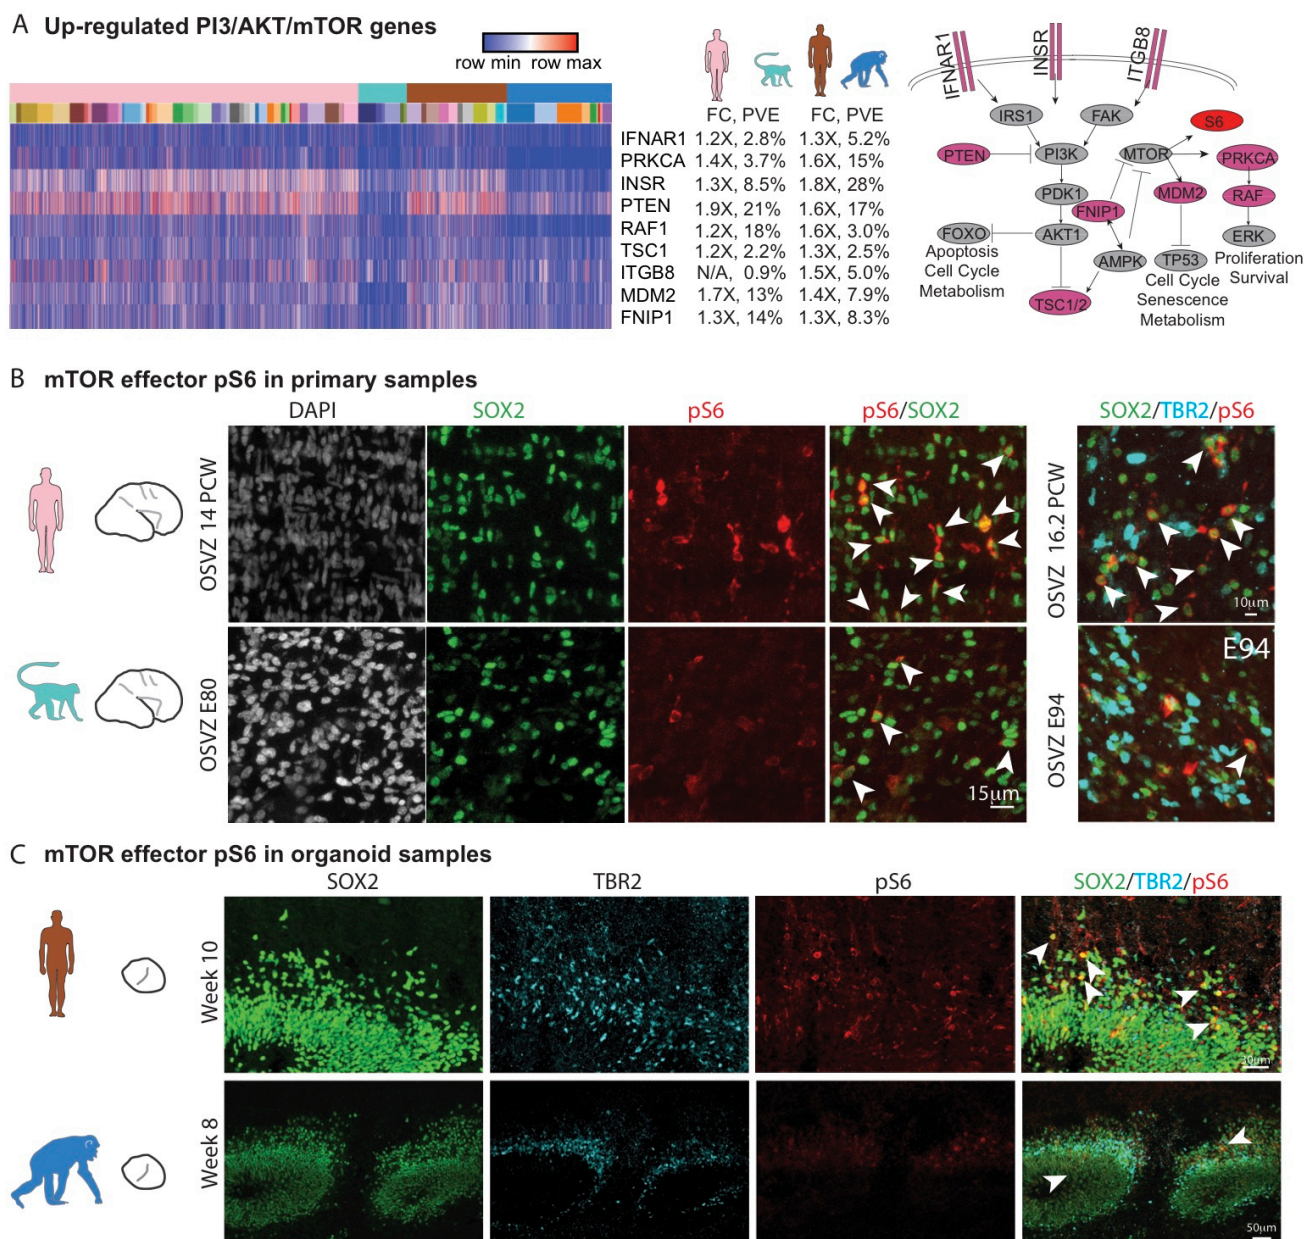 A Up-regulated PI3/AKT/mTOR genes
row min row max
FC, PVE FC, PVE
IFNAR1 1.2X, 2.8% 1.3X, 5.2%
PRKCA 1.4X, 3.7% 1.6X, 15%
INSR 1.3X, 8.5% 1.8X, 28%
PTEN 1.9X, 21% 1.6X, 17%
RAF1 1.2X, 18% 1.6X, 3.0%
TSC1 1.2X, 2.2% 1.3X, 2.5%
ITGB8 N/A, 0.9% 1.5X, 5.0%
MDM2 1.7X, 13% 1.4X, 7.9%
FNIP1 1.3X, 14% 1.3X, 8.3%
IFNAR1
INSR
ITGB8
IRS1
FAK
S6
PTEN
PI3K
MTOR
PRKCA
PDK1
MDM2
RAF
FNIP1
FOXO
AKT1
ERK
AMPK
TP53
TSC1/2
Apoptosis
Cell Cycle
Metabolism
Cell Cycle
Senescence
Metabolism
Proliferation
Survival
B mTOR effector pS6 in primary samples
DAPI SOX2 pS6 pS6/SOX2 SOX2/TBR2/pS6
OSVZ 14 PCW
OSVZ 16.2 PCW
10μm
OSVZ E80
15μm
OSVZ E94
E94
C mTOR effector pS6 in organoid samples
SOX2 TBR2 pS6 SOX2/TBR2/pS6
Week 10
30μm
Week 8
50μm